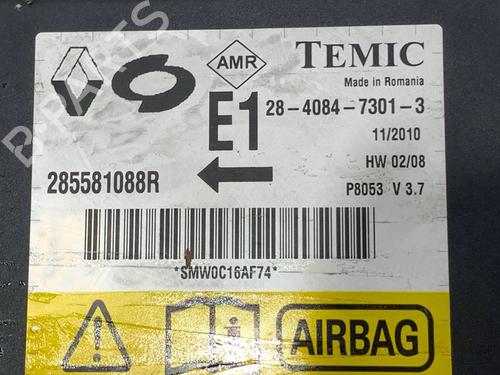 AMR
TEMIC
Made in Romania
E1
28-4084-7301-3
11/2010
HW 02/08
285581088R
P8053 V 3.7
*SMW0C16AF74*
AIRBAG
B-PARTS